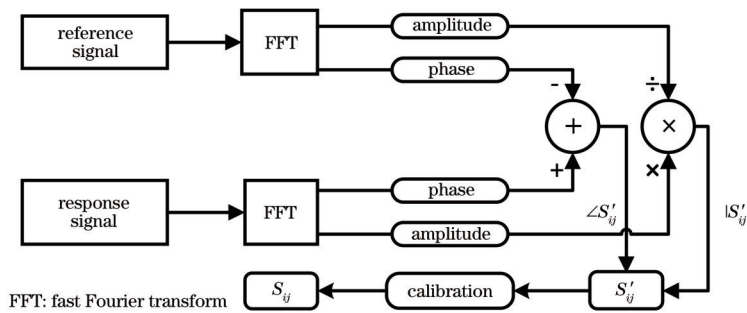 reference
signal
FFT
amplitude
phase
-
÷
+
×
+
×
response
signal
FFT
phase
amplitude
∠S′ij
|S′ij
FFT: fast Fourier transform
Sij
calibration
S′ij